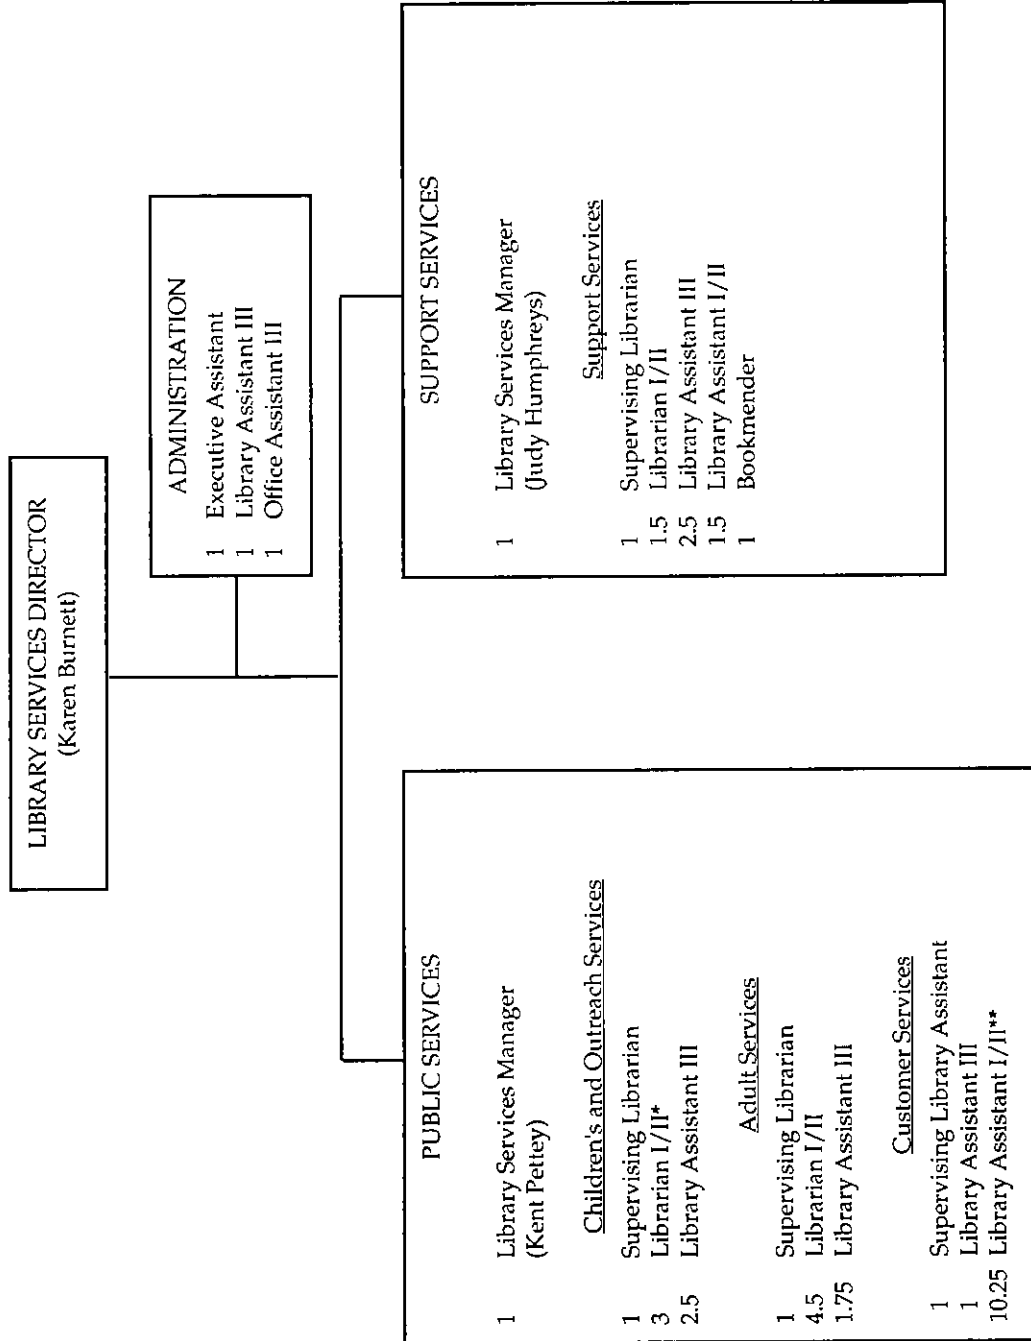 LIBRARY SERVICES DIRECTOR
(Karen Burnett)
ADMINISTRATION
1 Executive Assistant
1 Library Assistant III
1 Office Assistant III
PUBLIC SERVICES
1 Library Services Manager
(Kent Pettey)
Children's and Outreach Services
1 Supervising Librarian
3 Librarian I/II*
2.5 Library Assistant III
Adult Services
1 Supervising Librarian
4.5 Librarian I/II
1.75 Library Assistant III
Customer Services
1 Supervising Library Assistant
1 Library Assistant III
10.25 Library Assistant I/II**
SUPPORT SERVICES
1 Library Services Manager
(Judy Humphreys)
Support Services
1 Supervising Librarian
1.5 Librarian I/II
2.5 Library Assistant III
1.5 Library Assistant I/II
1 Bookmender